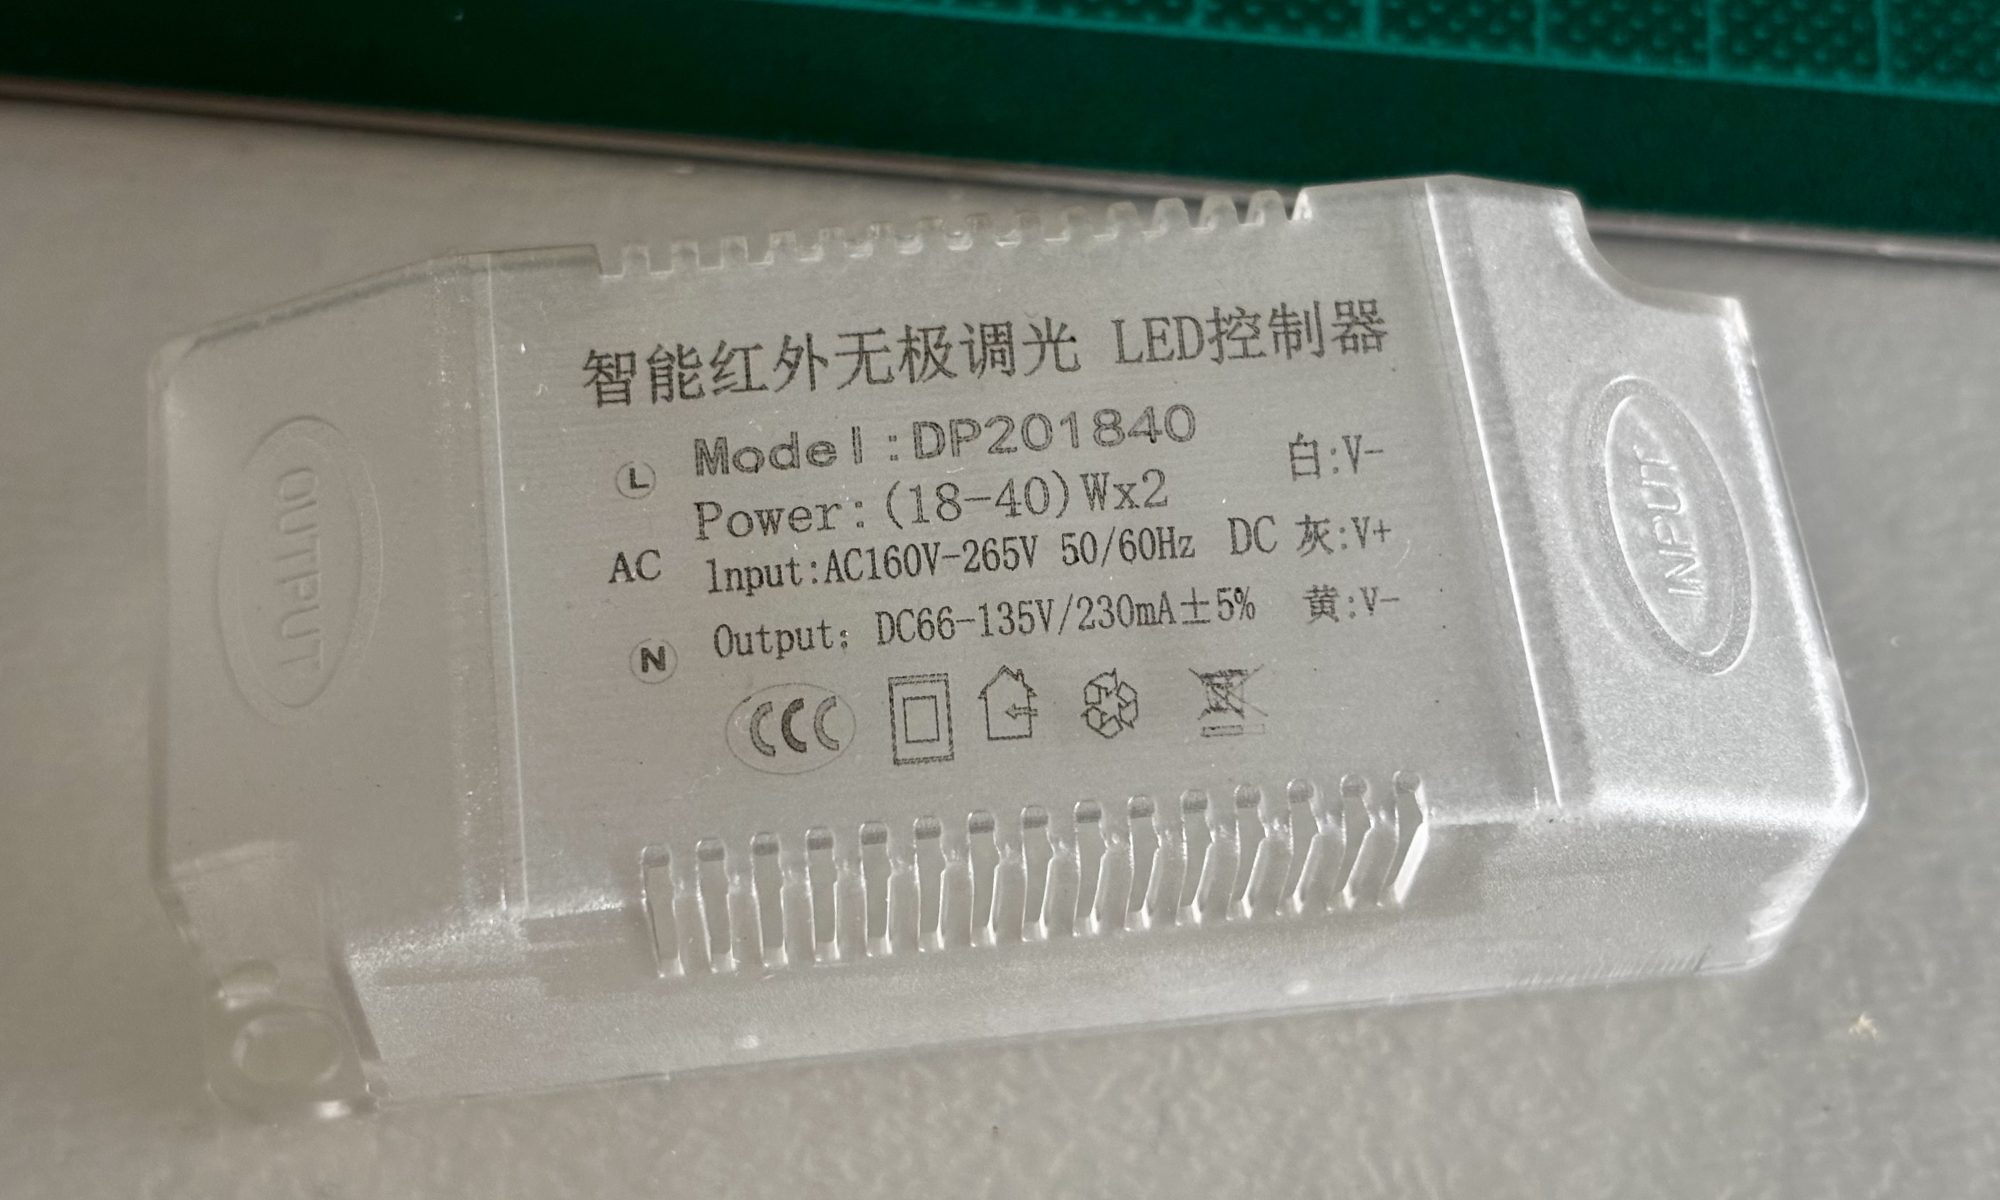 智能红外无极调光 LED控制器
Model:DP201840
Power:(18-40)Wx2
lnput:AC160V-265V 50/60Hz
Output: DC66-135V/230mA±5%
L
AC
N
白:V-
DC 灰:V+
黄:V-
CCC
OUTPUT
INPUT